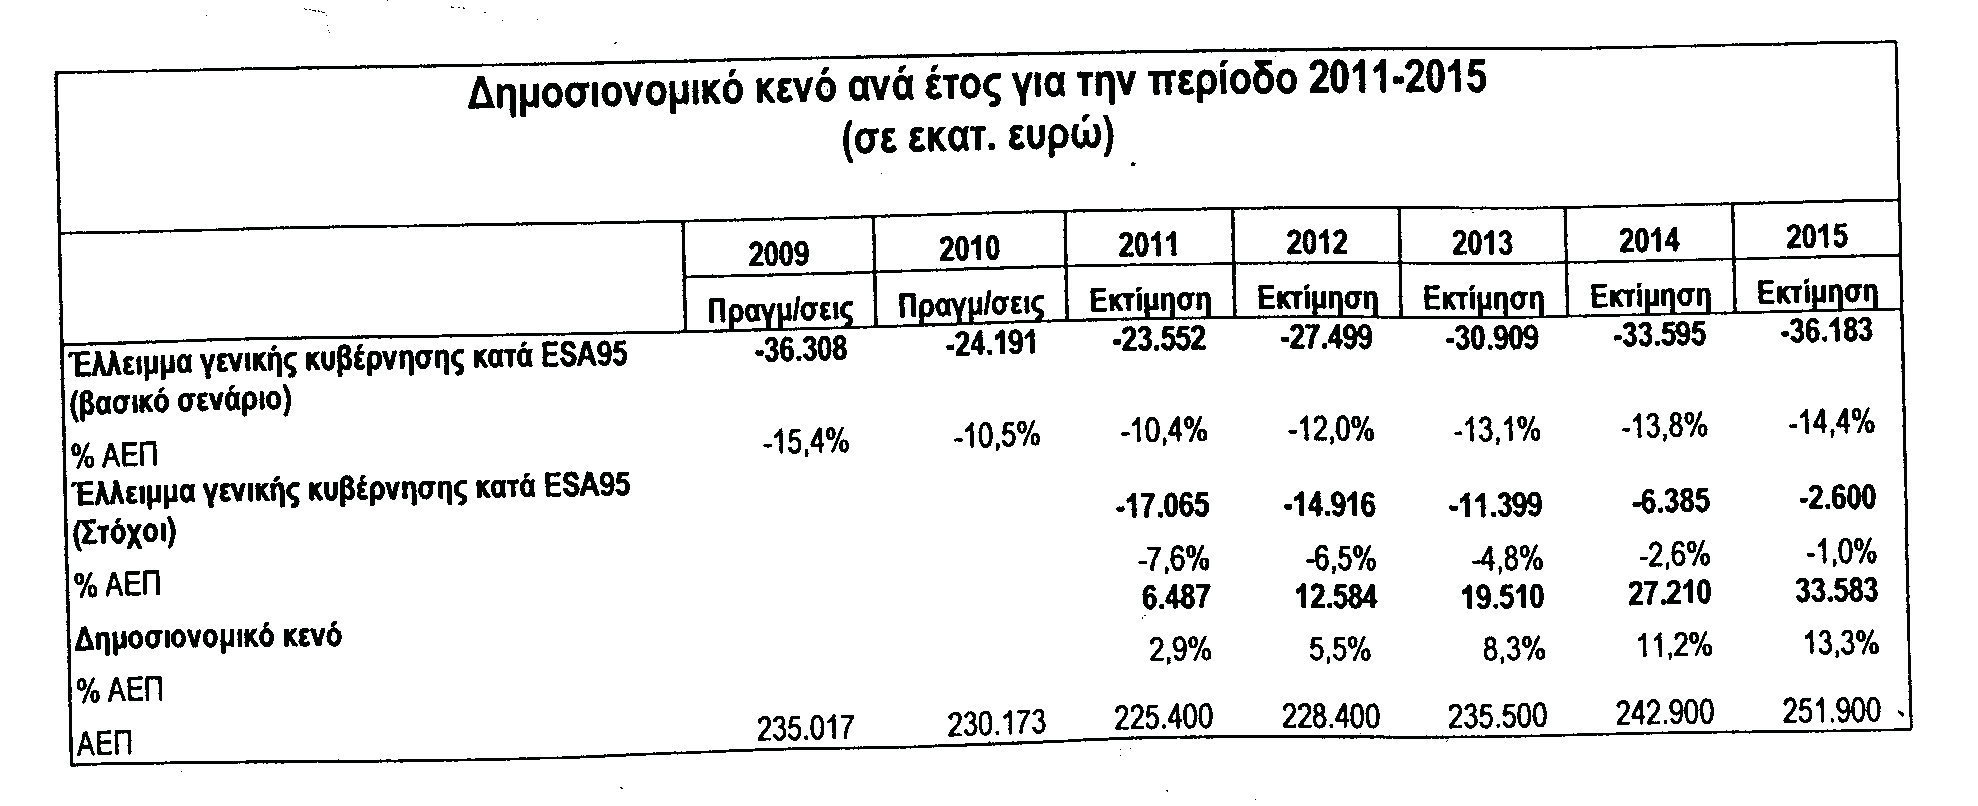 Δημοσιονομικό κενό ανά έτος για την περίοδο 2011-2015
(σε εκατ. ευρώ)
2009 2010 2011 2012 2013 2014 2015
Πραγμ/σεις Πραγμ/σεις Εκτίμηση Εκτίμηση Εκτίμηση Εκτίμηση Εκτίμηση
Έλλειμμα γενικής κυβέρνησης κατά ESA95 -36.308 -24.191 -23.552 -27.499 -30.909 -33.595 -36.183
(βασικό σενάριο)
% ΑΕΠ -15,4% -10,5% -10,4% -12,0% -13,1% -13,8% -14,4%
Έλλειμμα γενικής κυβέρνησης κατά ESA95
(Στόχοι) -17.065 -14.916 -11.399 -6.385 -2.600
% ΑΕΠ -7,6% -6,5% -4,8% -2,6% -1,0%
Δημοσιονομικό κενό 6.487 12.584 19.510 27.210 33.583
% ΑΕΠ 2,9% 5,5% 8,3% 11,2% 13,3%
ΑΕΠ 235.017 230.173 225.400 228.400 235.500 242.900 251.900